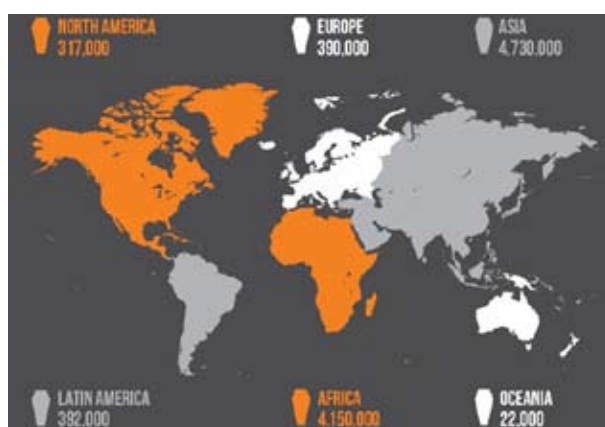 NORTH AMERICA
317,000
EUROPE
390,000
ASIA
4,730,000
LATIN AMERICA
392,000
AFRICA
4,150,000
OCEANIA
22,000